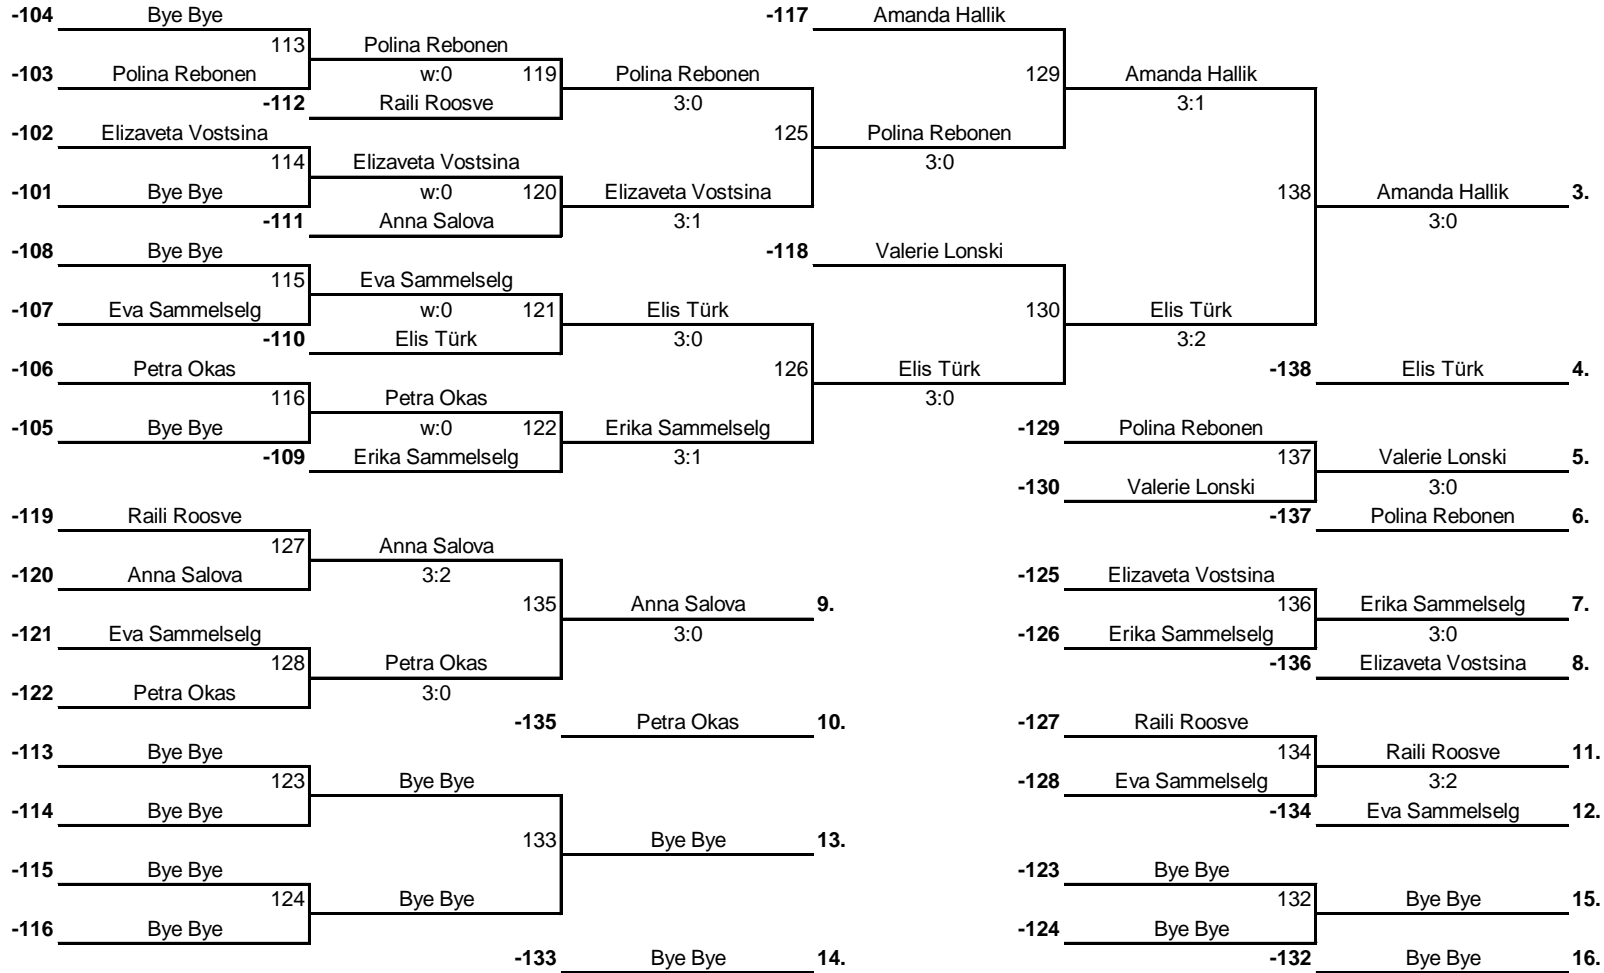 -104 Bye Bye -117 Amanda Hallik
113 Polina Rebonen
-103 Polina Rebonen w:0 119 Polina Rebonen 129 Amanda Hallik
-112 Raili Roosve 3:0 3:1
-102 Elizaveta Vostsina 125 Polina Rebonen
114 Elizaveta Vostsina 3:0
-101 Bye Bye w:0 120 Elizaveta Vostsina 138 Amanda Hallik 3.
-111 Anna Salova 3:1 3:0
-108 Bye Bye -118 Valerie Lonski
115 Eva Sammelselg
-107 Eva Sammelselg w:0 121 Elis Türk 130 Elis Türk
-110 Elis Türk 3:0 3:2
-106 Petra Okas 126 Elis Türk -138 Elis Türk 4.
116 Petra Okas 3:0
-105 Bye Bye w:0 122 Erika Sammelselg -129 Polina Rebonen
-109 Erika Sammelselg 3:1 137 Valerie Lonski 5.
-130 Valerie Lonski 3:0
-119 Raili Roosve -137 Polina Rebonen 6.
127 Anna Salova
-120 Anna Salova 3:2 -125 Elizaveta Vostsina
135 Anna Salova 9. 136 Erika Sammelselg 7.
-121 Eva Sammelselg 3:0 -126 Erika Sammelselg 3:0
128 Petra Okas -136 Elizaveta Vostsina 8.
-122 Petra Okas 3:0
-135 Petra Okas 10. -127 Raili Roosve
-113 Bye Bye 134 Raili Roosve 11.
123 Bye Bye -128 Eva Sammelselg 3:2
-114 Bye Bye -134 Eva Sammelselg 12.
133 Bye Bye 13.
-115 Bye Bye -123 Bye Bye
124 Bye Bye 132 Bye Bye 15.
-116 Bye Bye -124 Bye Bye
-133 Bye Bye 14. -132 Bye Bye 16.